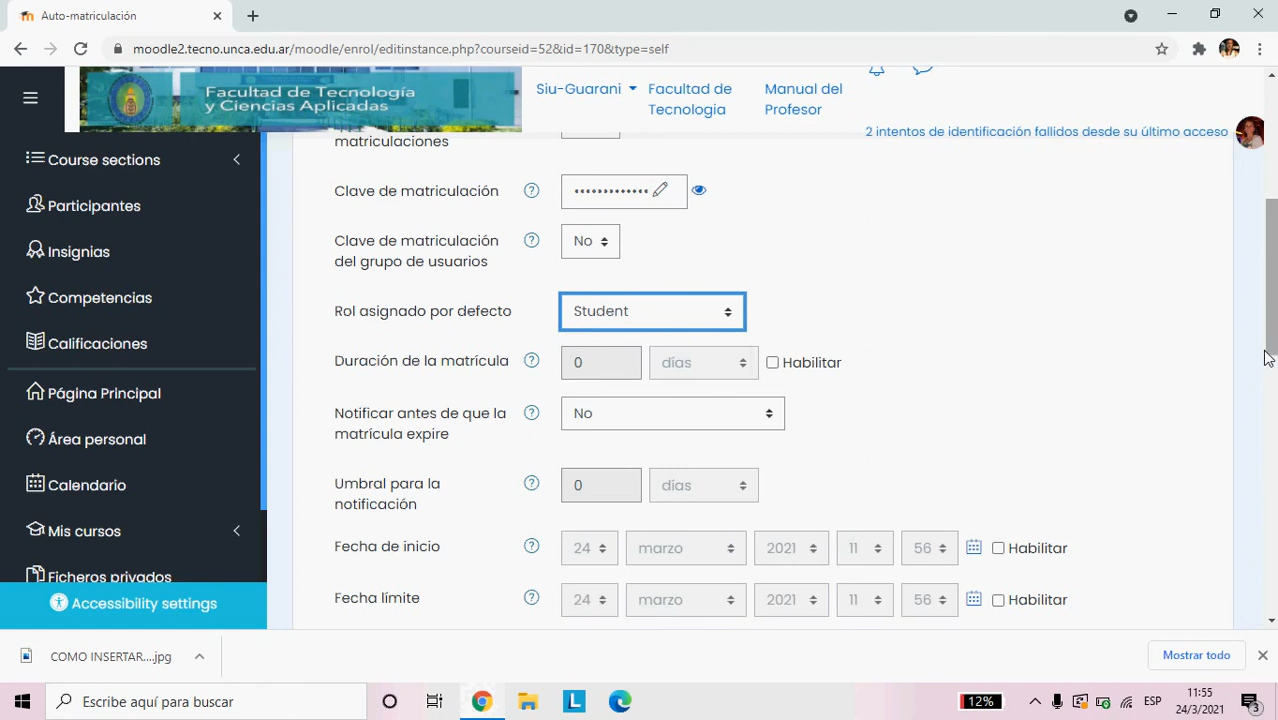 Auto-matriculación
moodle2.tecno.unca.edu.ar/moodle/enrol/editinstance.php?courseid=52&id=170&type=self
Facultad de Tecnología
y Ciencias Aplicadas
Siu-Guarani
Facultad de
Tecnologia
Manual del
Profesor
2 intentos de identificación fallidos desde su último acceso
Course sections
Participantes
Insignias
Competencias
Calificaciones
Página Principal
Área personal
Calendario
Mis cursos
Ficheros privados
Accessibility settings
matriculaciones
Clave de matriculación
Clave de matriculación
del grupo de usuarios
No
Rol asignado por defecto
Student
Duración de la matrícula
0
días
Habilitar
Notificar antes de que la
matrícula expire
No
Umbral para la
notificación
0
días
Fecha de inicio
24
marzo
2021
11
56
Habilitar
Fecha límite
24
marzo
2021
11
56
Habilitar
COMO INSERTAR....jpg
Mostrar todo
Escribe aquí para buscar
L
12%
ESP
11:55
24/3/2021
3